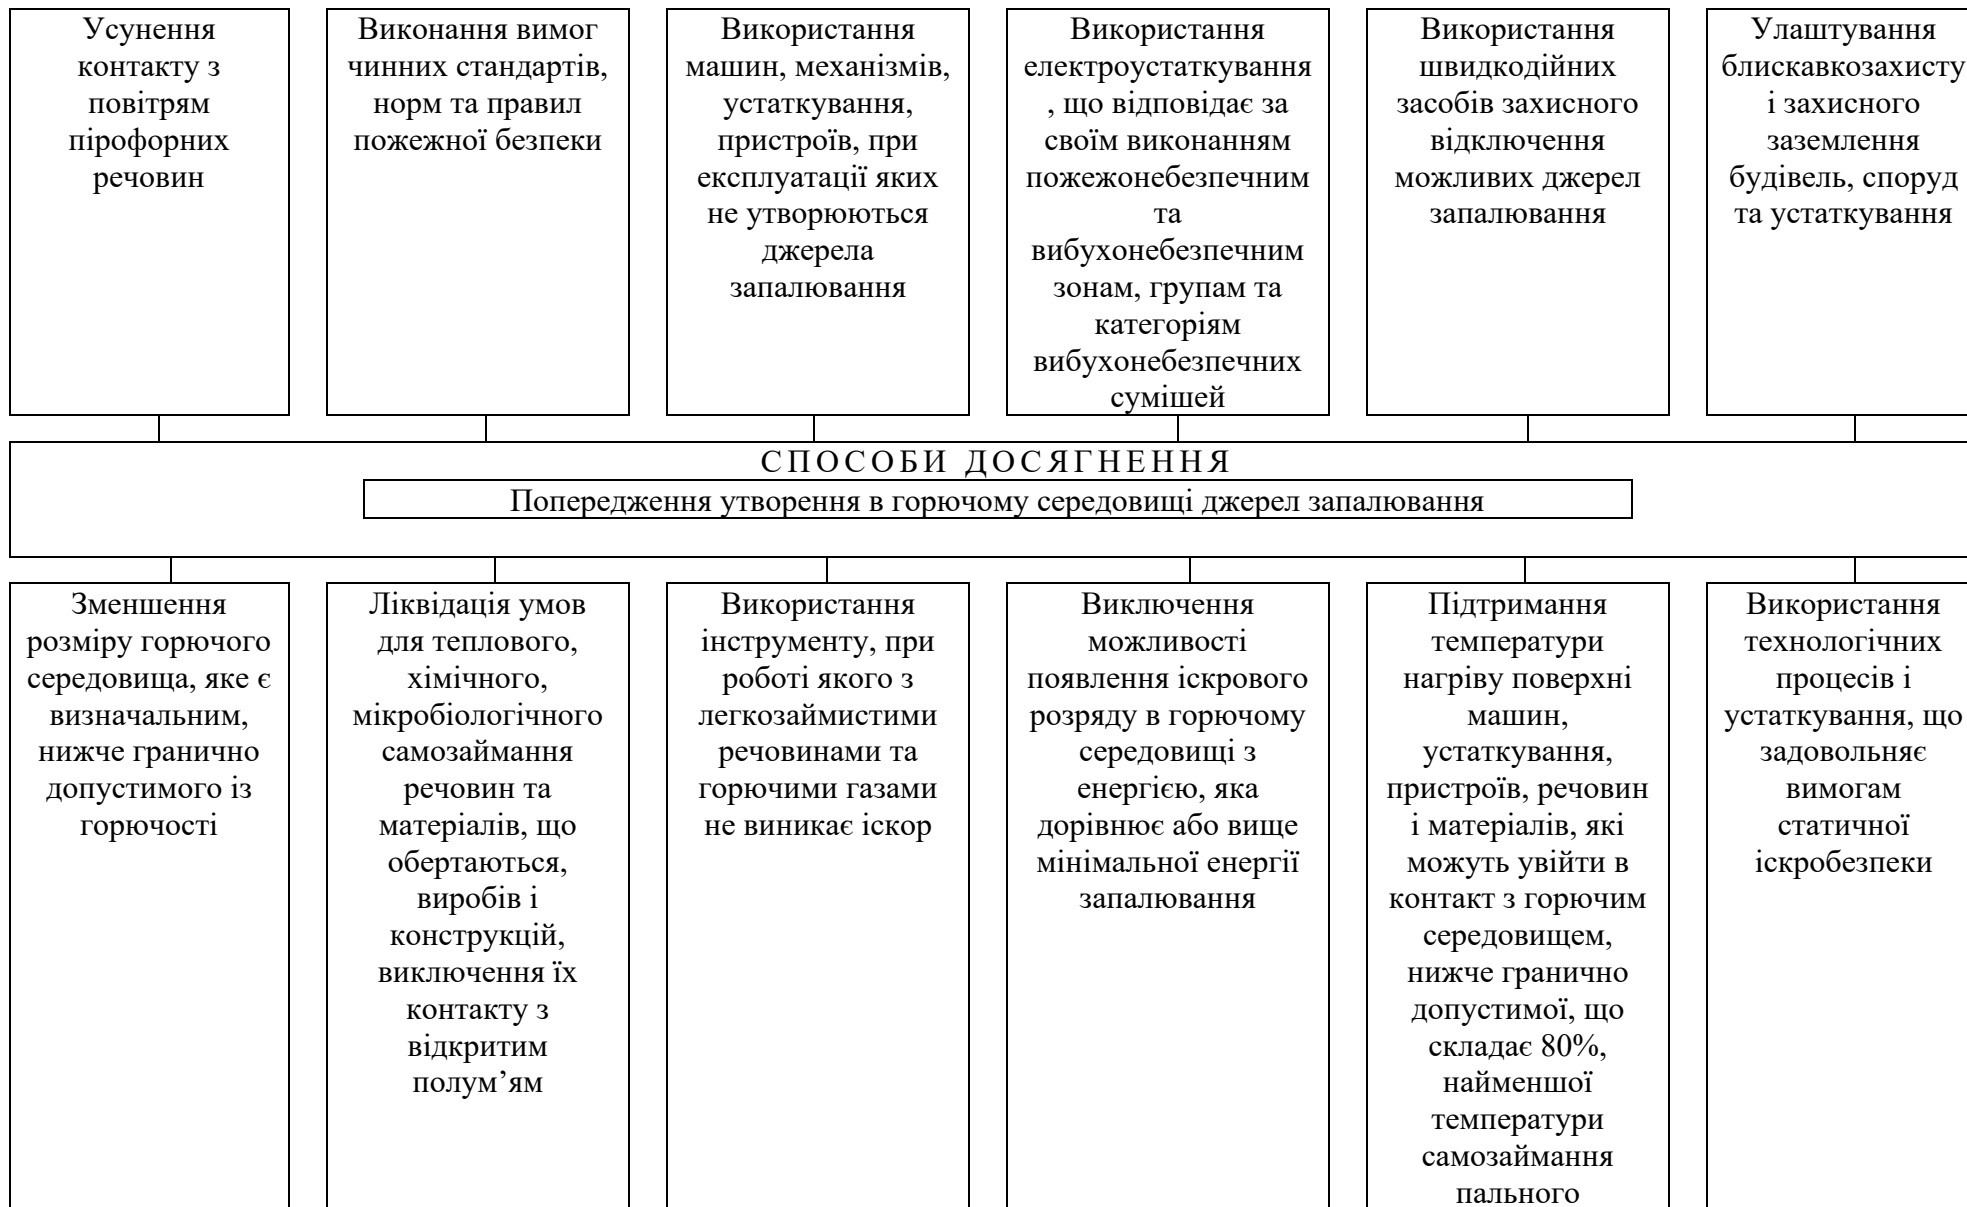 Усунення
контакту з
повітрям
пірофорних
речовин
Виконання вимог
чинних стандартів,
норм та правил
пожежної безпеки
Використання
машин, механізмів,
устаткування,
пристроїв, при
експлуатації яких
не утворюються
джерела
запалювання
Використання
електроустаткування
, що відповідає за
своїм виконанням
пожежонебезпечним
та
вибухонебезпечним
зонам, групам та
категоріям
вибухонебезпечних
сумішей
Використання
швидкодійних
засобів захисного
відключення
можливих джерел
запалювання
Улаштування
блискавкозахисту
і захисного
заземлення
будівель, споруд
та устаткування
СПОСОБИ ДОСЯГНЕННЯ
Попередження утворення в горючому середовищі джерел запалювання
Зменшення
розміру горючого
середовища, яке є
визначальним,
нижче гранично
допустимого із
горючості
Ліквідація умов
для теплового,
хімічного,
мікробіологічного
самозаймання
речовин та
матеріалів, що
обертаються,
виробів і
конструкцій,
виключення їх
контакту з
відкритим
полум’ям
Використання
інструменту, при
роботі якого з
легкозаймистими
речовинами та
горючими газами
не виникає іскор
Виключення
можливості
появлення іскрового
розряду в горючому
середовищі з
енергією, яка
дорівнює або вище
мінімальної енергії
запалювання
Підтримання
температури
нагріву поверхні
машин,
устаткування,
пристроїв, речовин
і матеріалів, які
можуть увійти в
контакт з горючим
середовищем,
нижче гранично
допустимої, що
складає 80%,
найменшої
температури
самозаймання
пального
Використання
технологічних
процесів і
устаткування, що
задовольняє
вимогам
статичної
іскробезпеки